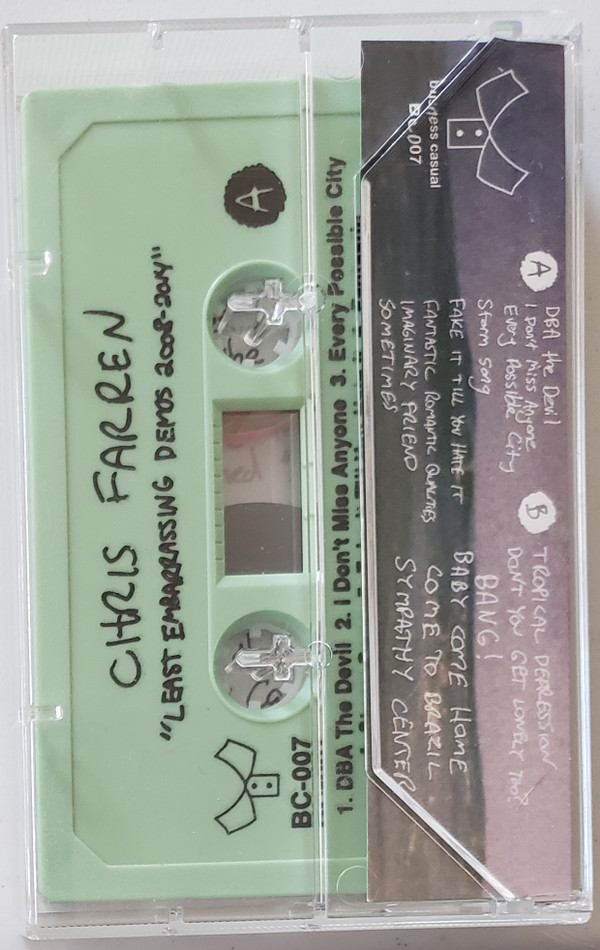 A
CHRIS FARREN
"LEAST EMBARRASSING DEMOS 2008-2014"
BC-007
1. DBA The Devil 2. I Don't Miss Anyone 3. Every Possible City
business casual
BC 007
A
DBA the Devil
I Don't Miss Anyone
Every Possible City
Storm Song
FAKE IT TILL YOU HATE IT
FANTASTIC ROMANTIC QUALITIES
IMAGINARY FRIEND
SOMETIMES
B
TROPICAL DEPRESSION
DON'T YOU GET LONELY TOO?
BANG!
BABY COME HOME
COME TO BRAZIL
SYMPATHY CENTER